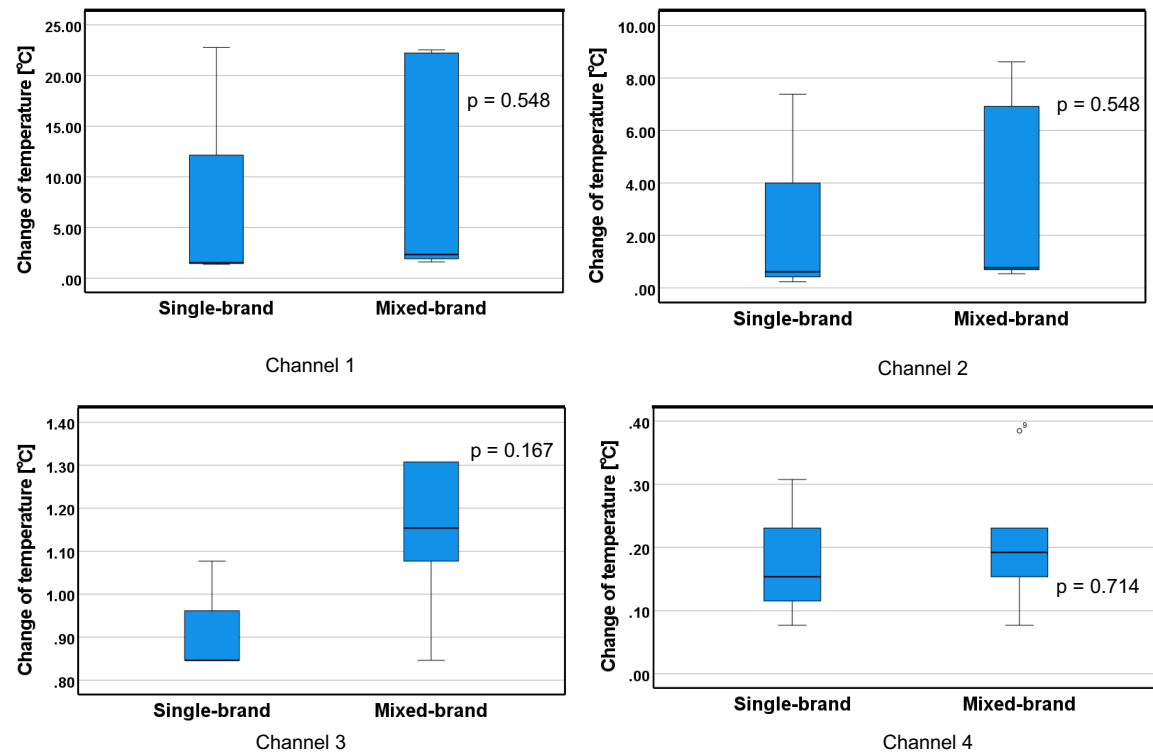 Change of temperature [℃]
25.00
20.00
15.00
10.00
5.00
.00
p = 0.548
Single-brand
Mixed-brand
Channel 1
Change of temperature [℃]
10.00
8.00
6.00
4.00
2.00
.00
p = 0.548
Single-brand
Mixed-brand
Channel 2
Change of temperature [℃]
1.40
1.30
1.20
1.10
1.00
.90
.80
p = 0.167
Single-brand
Mixed-brand
Channel 3
Change of temperature [℃]
.40
.30
.20
.10
.00
9
p = 0.714
Single-brand
Mixed-brand
Channel 4